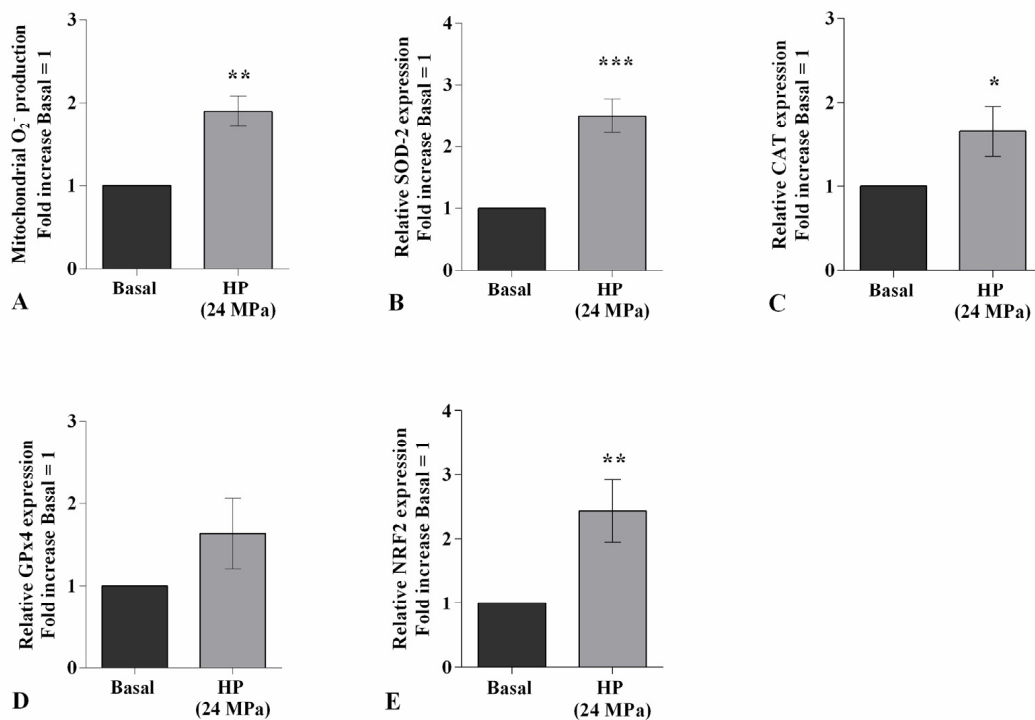 Mitochondrial O₂⁻ production
Fold increase Basal = 1
3
2
1
0
**
Basal
HP
(24 MPa)
A
Relative SOD-2 expression
Fold increase Basal = 1
4
3
2
1
0
***
Basal
HP
(24 MPa)
B
Relative CAT expression
Fold increase Basal = 1
3
2
1
0
*
Basal
HP
(24 MPa)
C
Relative GPx4 expression
Fold increase Basal = 1
3
2
1
0
Basal
HP
(24 MPa)
D
Relative NRF2 expression
Fold increase Basal = 1
4
3
2
1
0
**
Basal
HP
(24 MPa)
E